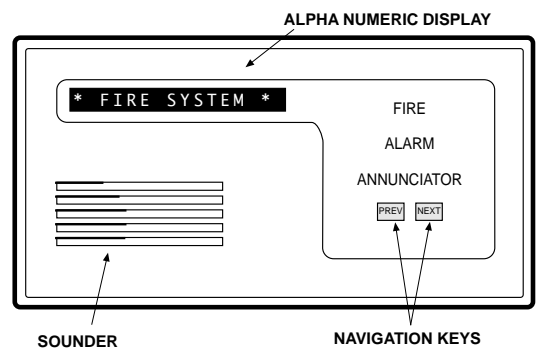 ALPHA NUMERIC DISPLAY
* FIRE SYSTEM *
FIRE
ALARM
ANNUNCIATOR
PREV NEXT
SOUNDER
NAVIGATION KEYS